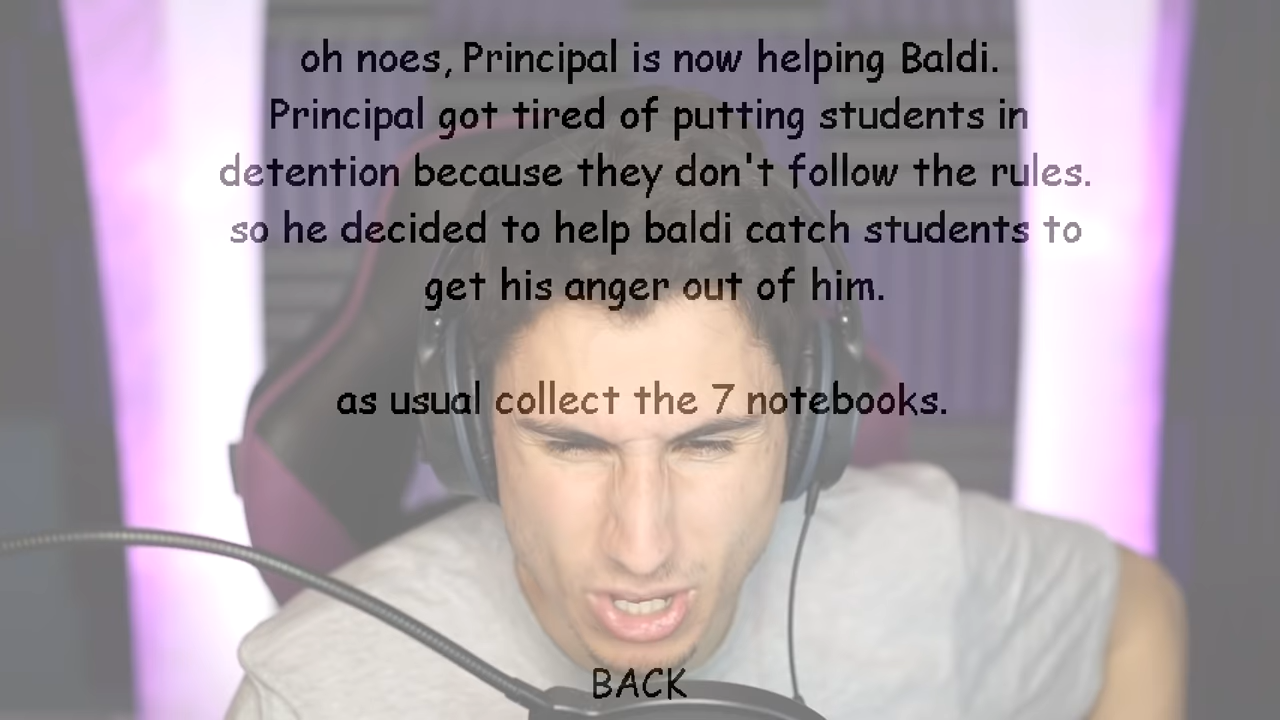 oh noes, Principal is now helping Baldi.
Principal got tired of putting students in
detention because they don't follow the rules.
so he decided to help baldi catch students to
get his anger out of him.
as usual collect the 7 notebooks.
BACK